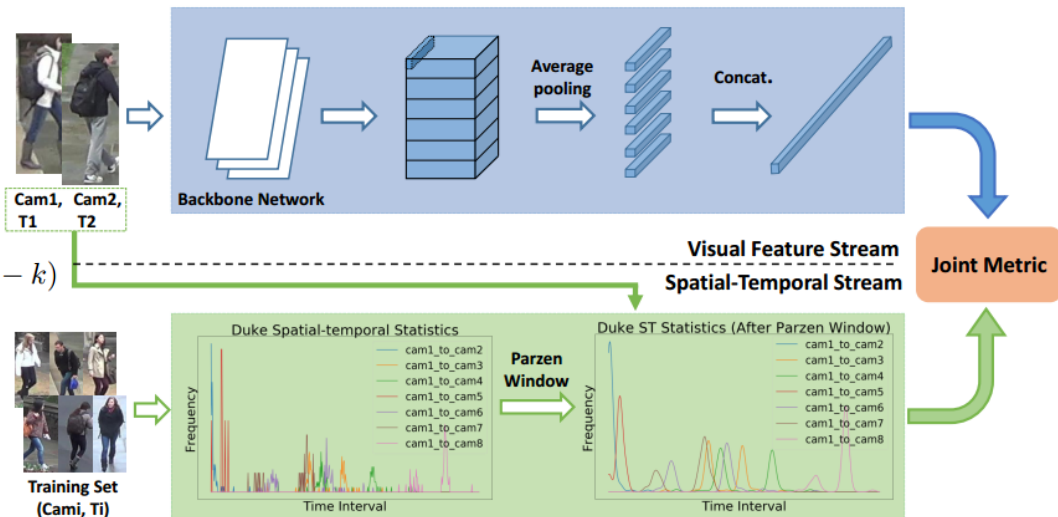 Average
pooling
Concat.
Backbone Network
Cam1, Cam2,
T1 T2
Visual Feature Stream
− k)
Spatial-Temporal Stream
Joint Metric
Duke Spatial-temporal Statistics
cam1_to_cam2
cam1_to_cam3
cam1_to_cam4
cam1_to_cam5
cam1_to_cam6
cam1_to_cam7
cam1_to_cam8
Frequency
Time Interval
Parzen
Window
Duke ST Statistics (After Parzen Window)
cam1_to_cam2
cam1_to_cam3
cam1_to_cam4
cam1_to_cam5
cam1_to_cam6
cam1_to_cam7
cam1_to_cam8
Frequency
Time Interval
Training Set
(Cami, Ti)